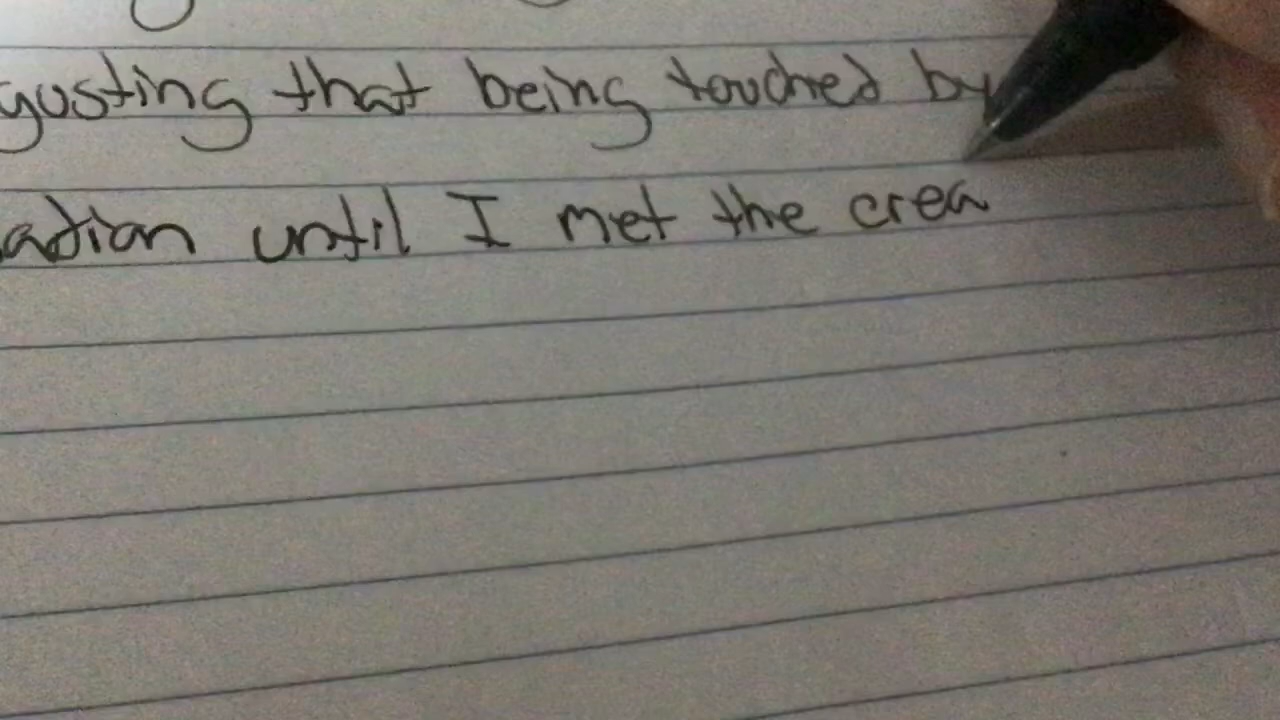 gusting that being touched by
ation until I met the crea